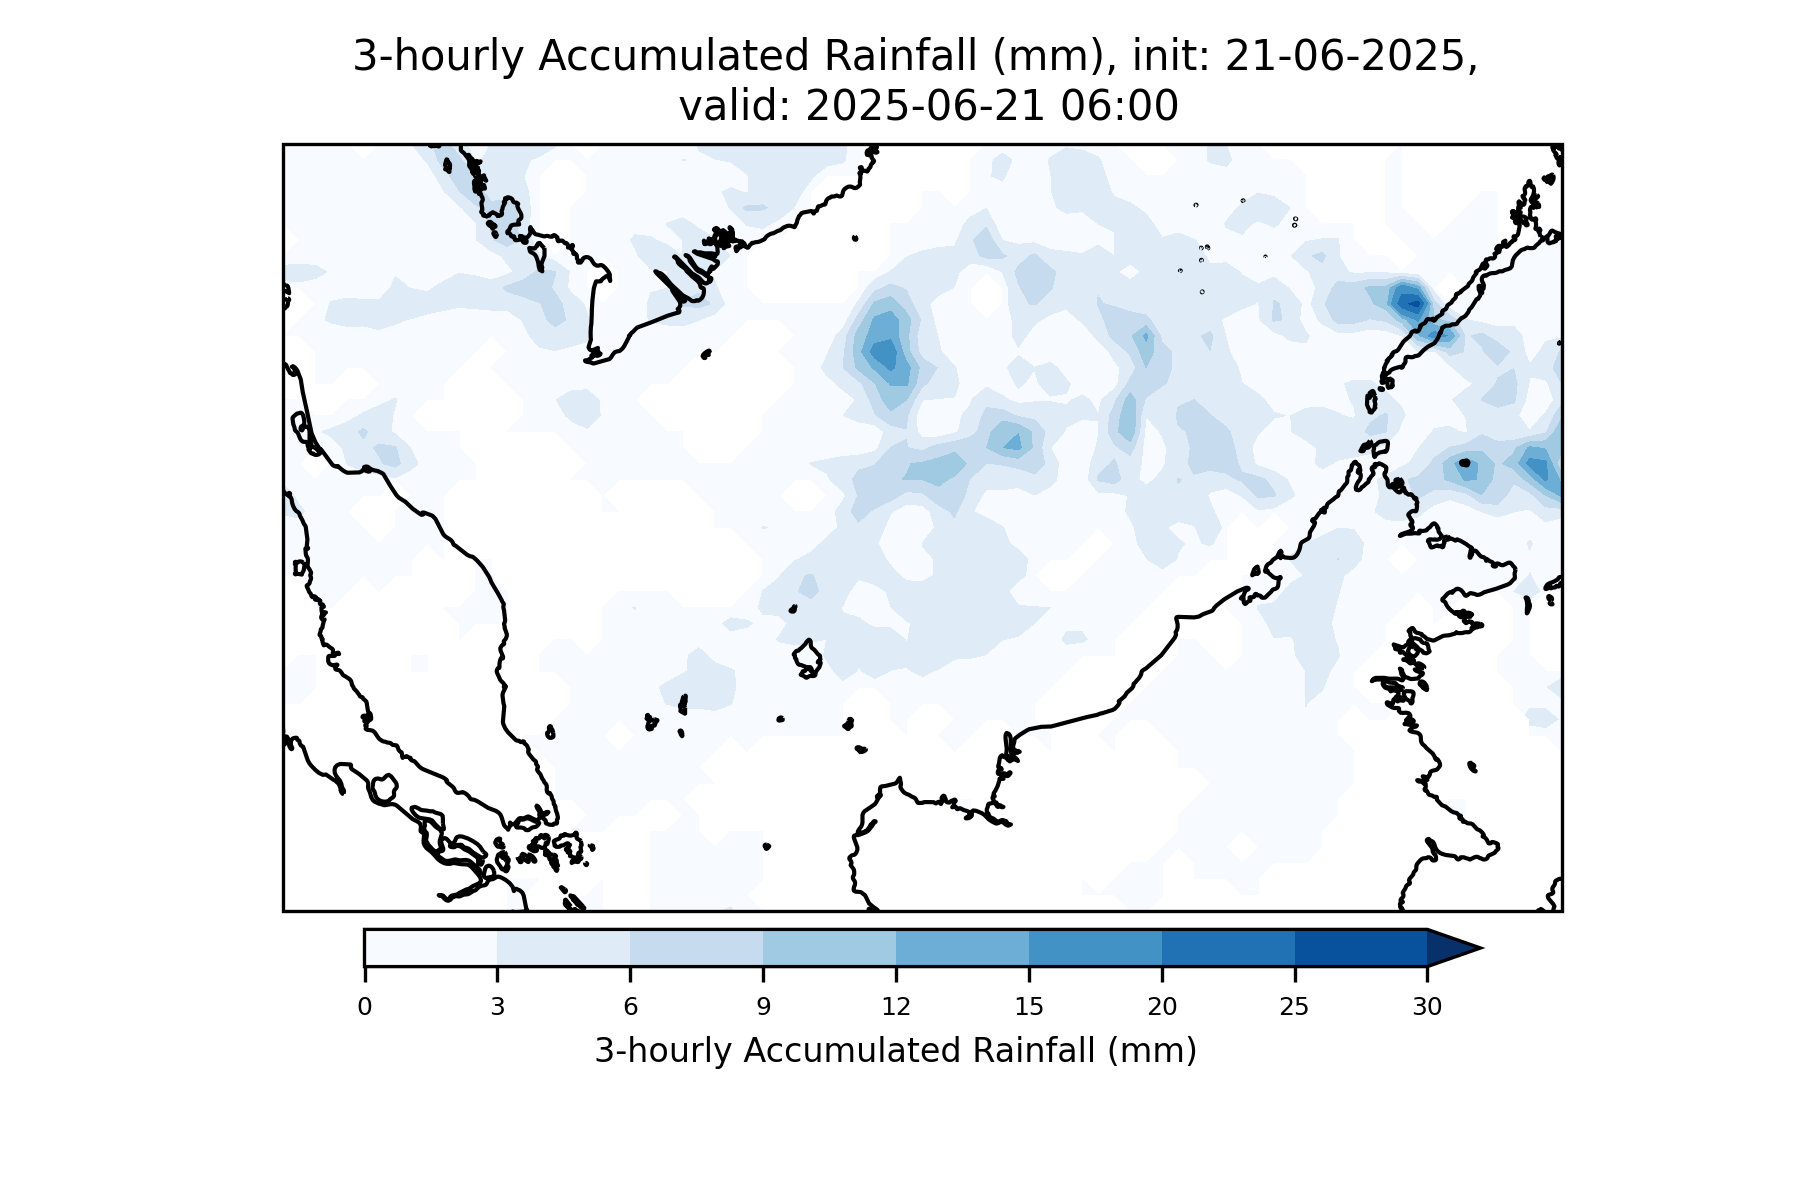 3-hourly Accumulated Rainfall (mm), init: 21-06-2025,
valid: 2025-06-21 06:00
0 3 6 9 12 15 20 25 30
3-hourly Accumulated Rainfall (mm)